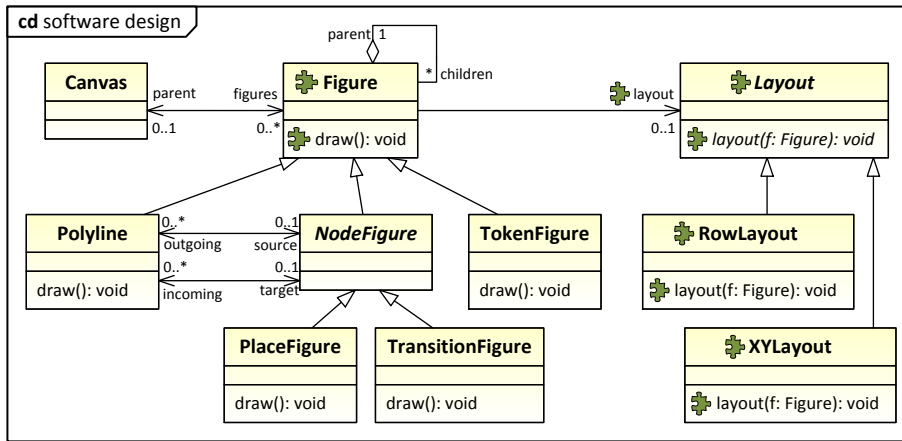 cd software design
parent 1
* children
Canvas
parent
figures
0..1
0..*
Figure
draw(): void
layout
0..1
Layout
layout(f: Figure): void
Polyline
draw(): void
0..*
0..1
outgoing
source
0..*
0..1
incoming
target
NodeFigure
TokenFigure
draw(): void
RowLayout
layout(f: Figure): void
PlaceFigure
draw(): void
TransitionFigure
draw(): void
XYLayout
layout(f: Figure): void